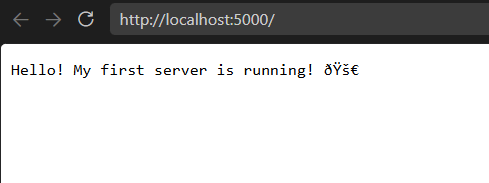 http://localhost:5000/
Hello! My first server is running! ðŸš€